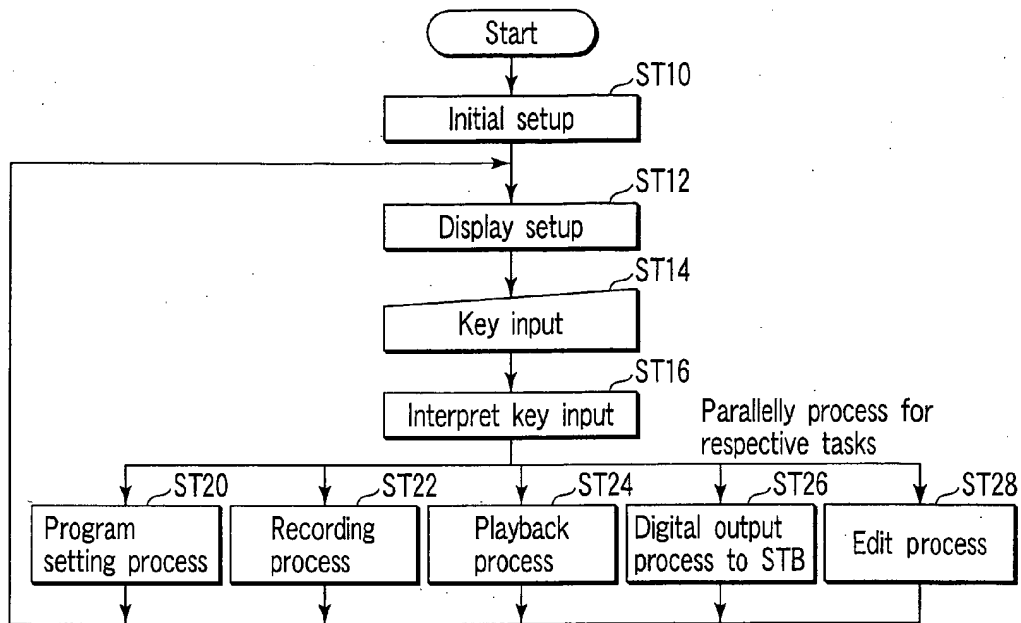 Start
ST10
Initial setup
ST12
Display setup
ST14
Key input
ST16
Interpret key input
Parallelly process for
respective tasks
ST20
Program
setting process
ST22
Recording
process
ST24
Playback
process
ST26
Digital output
process to STB
ST28
Edit process